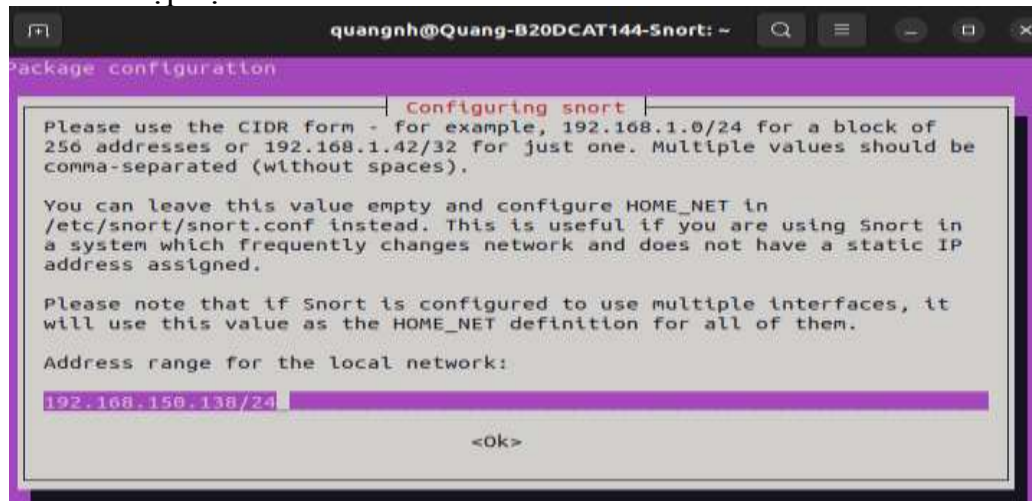 quangnh@Quang-B20DCAT144-Snort: ~
Package configuration
Configuring snort
Please use the CIDR form - for example, 192.168.1.0/24 for a block of
256 addresses or 192.168.1.42/32 for just one. Multiple values should be
comma-separated (without spaces).
You can leave this value empty and configure HOME_NET in
/etc/snort/snort.conf instead. This is useful if you are using Snort in
a system which frequently changes network and does not have a static IP
address assigned.
Please note that if Snort is configured to use multiple interfaces, it
will use this value as the HOME_NET definition for all of them.
Address range for the local network:
192.168.150.138/24
<Ok>